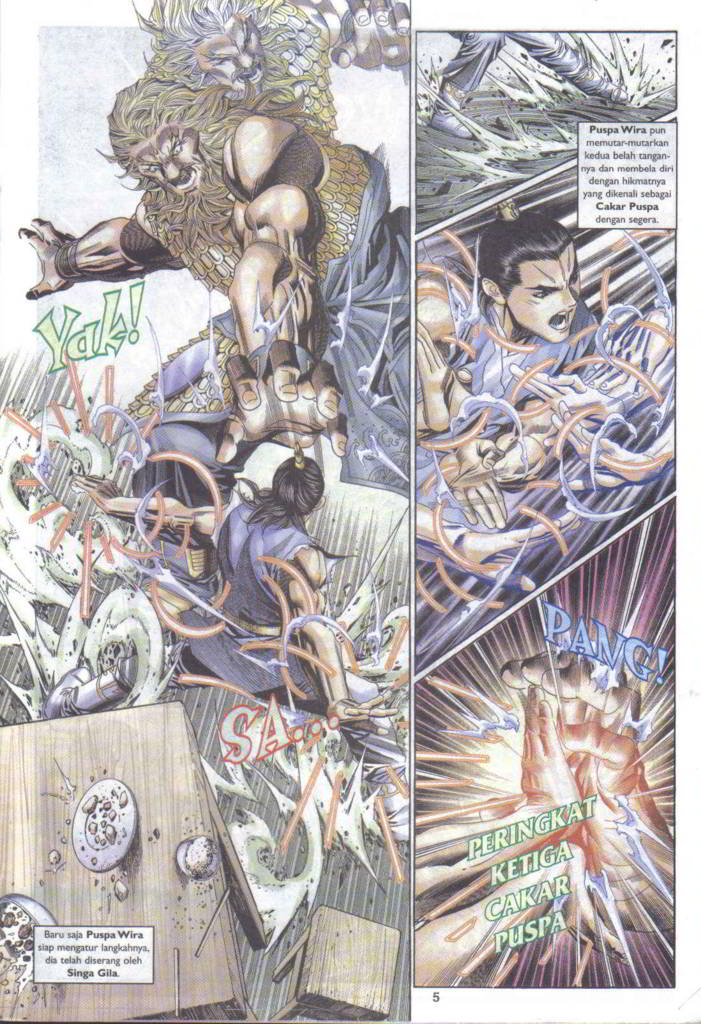 Yak!
SA...
Baru saja Puspa Wira
siap mengatur langkahnya,
dia telah diserang oleh
Singa Gila.
Puspa Wira pun
memutar-mutarkan
kedua belah tangan-
nya dan membela diri
dengan hikmatnya
yang dikenali sebagai
Cakar Puspa
dengan segera.
PANG!
PERINGKAT
KETIGA
CAKAR
PUSPA
5